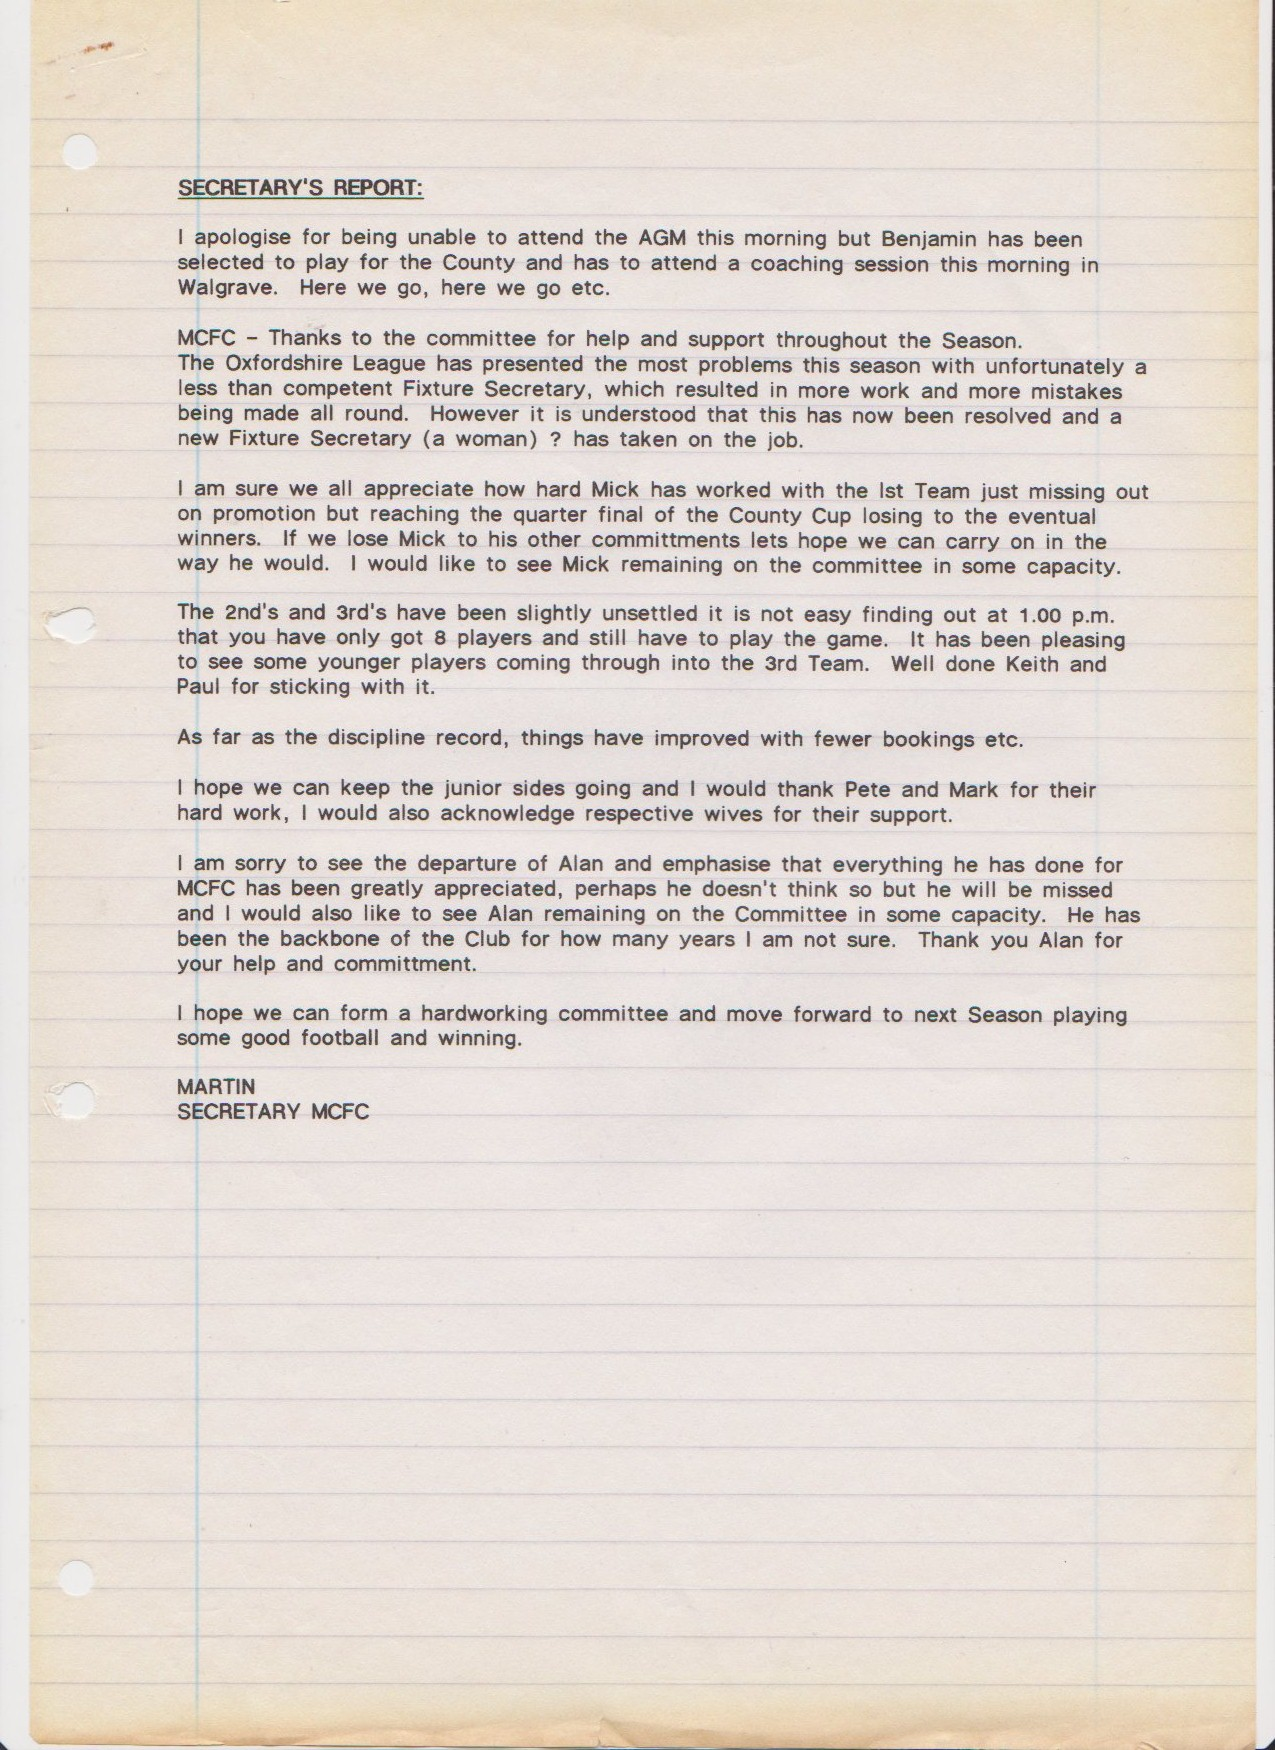 SECRETARY'S REPORT:
I apologise for being unable to attend the AGM this morning but Benjamin has been
selected to play for the County and has to attend a coaching session this morning in
Walgrave. Here we go, here we go etc.
MCFC - Thanks to the committee for help and support throughout the Season.
The Oxfordshire League has presented the most problems this season with unfortunately a
less than competent Fixture Secretary, which resulted in more work and more mistakes
being made all round. However it is understood that this has now been resolved and a
new Fixture Secretary (a woman) ? has taken on the job.
I am sure we all appreciate how hard Mick has worked with the Ist Team just missing out
on promotion but reaching the quarter final of the County Cup losing to the eventual
winners. If we lose Mick to his other committments lets hope we can carry on in the
way he would. I would like to see Mick remaining on the committee in some capacity.
The 2nd's and 3rd's have been slightly unsettled it is not easy finding out at 1.00 p.m.
that you have only got 8 players and still have to play the game. It has been pleasing
to see some younger players coming through into the 3rd Team. Well done Keith and
Paul for sticking with it.
As far as the discipline record, things have improved with fewer bookings etc.
I hope we can keep the junior sides going and I would thank Pete and Mark for their
hard work, I would also acknowledge respective wives for their support.
I am sorry to see the departure of Alan and emphasise that everything he has done for
MCFC has been greatly appreciated, perhaps he doesn't think so but he will be missed
and I would also like to see Alan remaining on the Committee in some capacity. He has
been the backbone of the Club for how many years I am not sure. Thank you Alan for
your help and committment.
I hope we can form a hardworking committee and move forward to next Season playing
some good football and winning.
MARTIN
SECRETARY MCFC